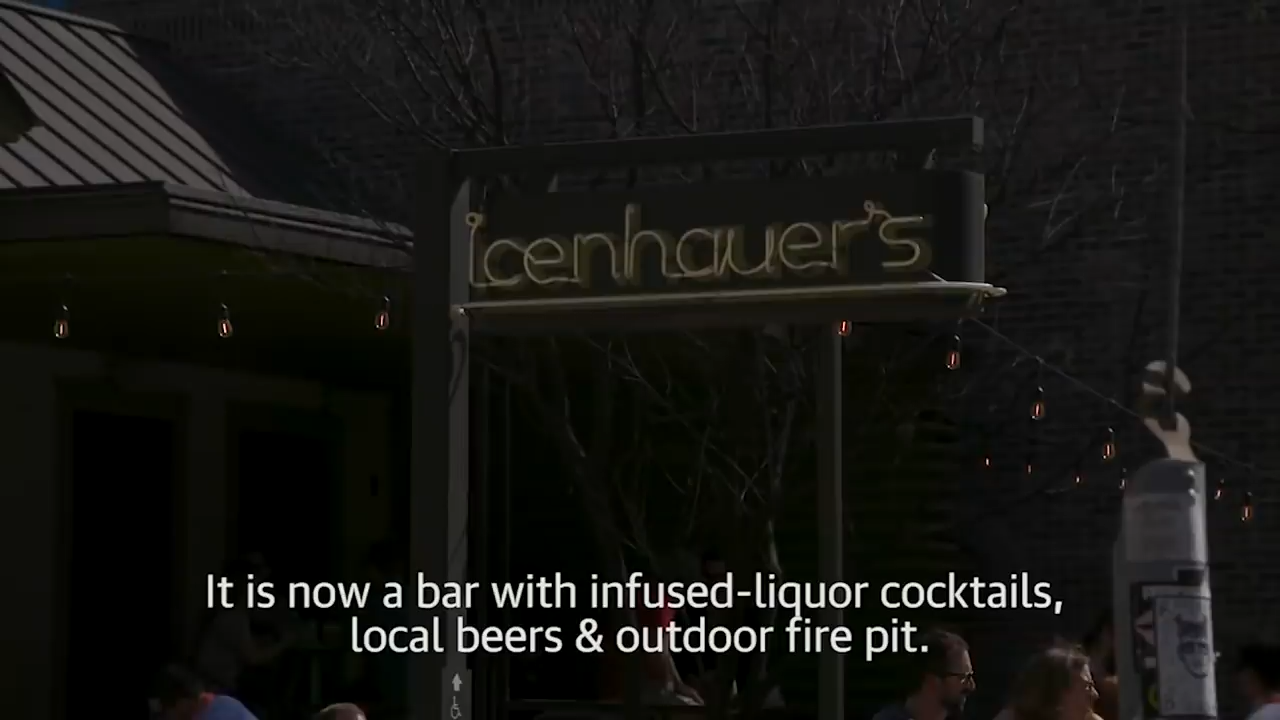 icenhauer's
It is now a bar with infused-liquor cocktails,
local beers & outdoor fire pit.